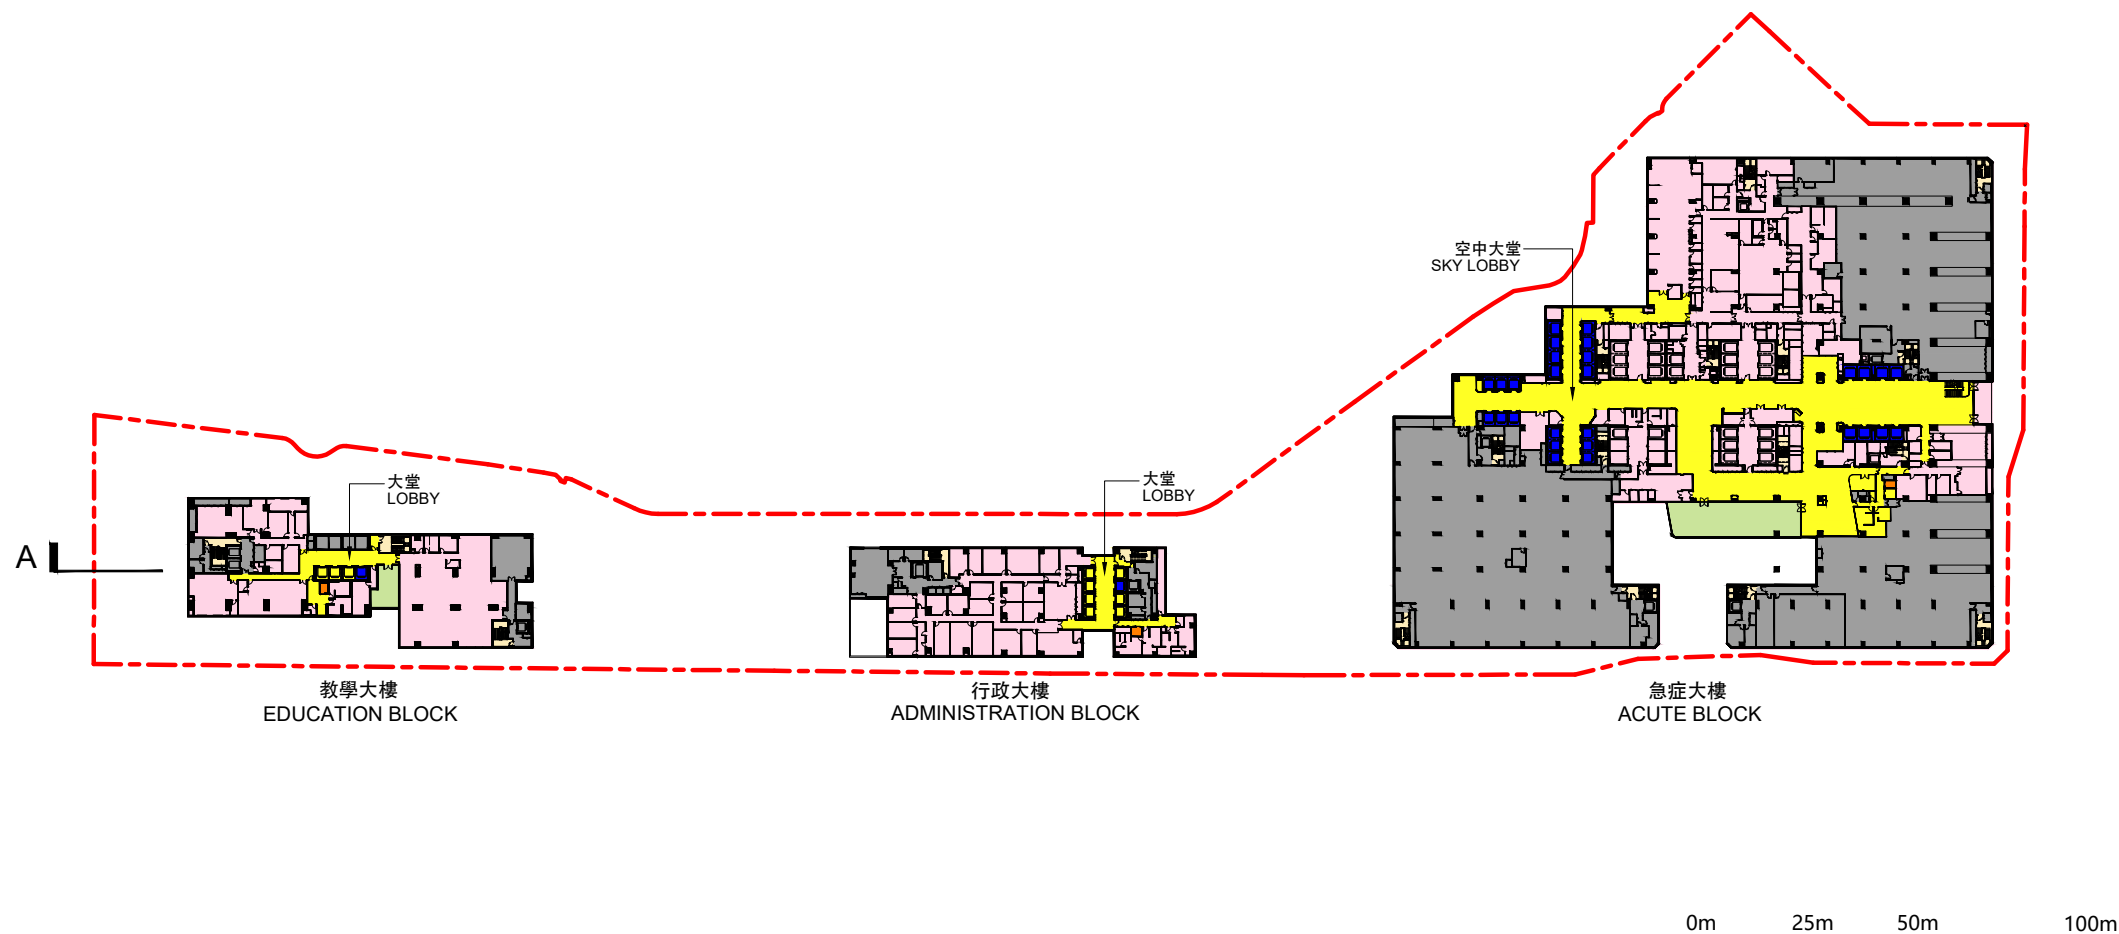 空中大堂
SKY LOBBY
大堂
LOBBY
大堂
LOBBY
A
教學大樓
EDUCATION BLOCK
行政大樓
ADMINISTRATION BLOCK
急症大樓
ACUTE BLOCK
0m 25m 50m 100m